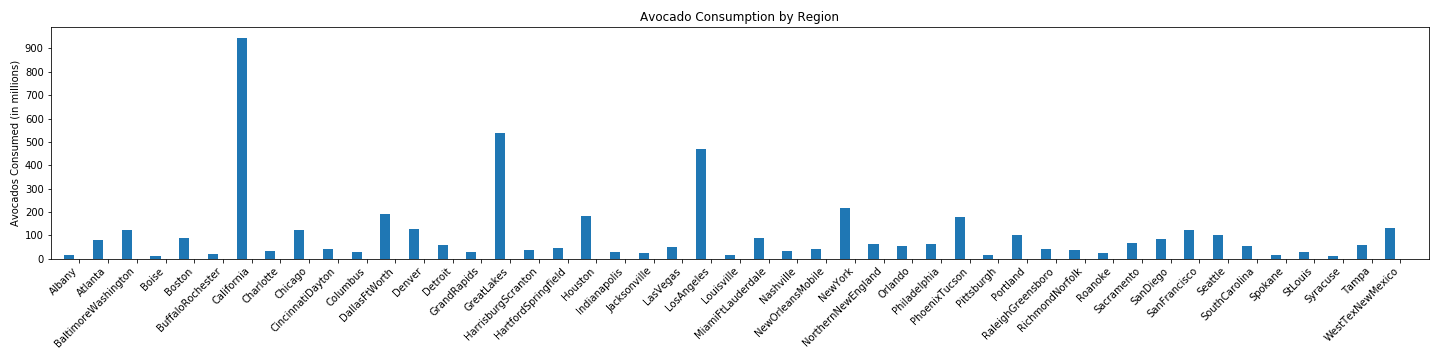 Avocado Consumption by Region
Avocados Consumed (in millions)
900
800
700
600
500
400
300
200
100
0
Albany
Atlanta
BaltimoreWashington
Boise
Boston
BuffaloRochester
California
Charlotte
Chicago
CincinnatiDayton
Columbus
DallasFtWorth
Denver
Detroit
GrandRapids
GreatLakes
HarrisburgScranton
HartfordSpringfield
Houston
Indianapolis
Jacksonville
LasVegas
LosAngeles
Louisville
MiamiFtLauderdale
Nashville
NewOrleansMobile
NewYork
NorthernNewEngland
Orlando
Philadelphia
PhoenixTucson
Pittsburgh
Portland
RaleighGreensboro
RichmondNorfolk
Roanoke
Sacramento
SanDiego
SanFrancisco
Seattle
SouthCarolina
Spokane
StLouis
Syracuse
Tampa
WestTexNewMexico